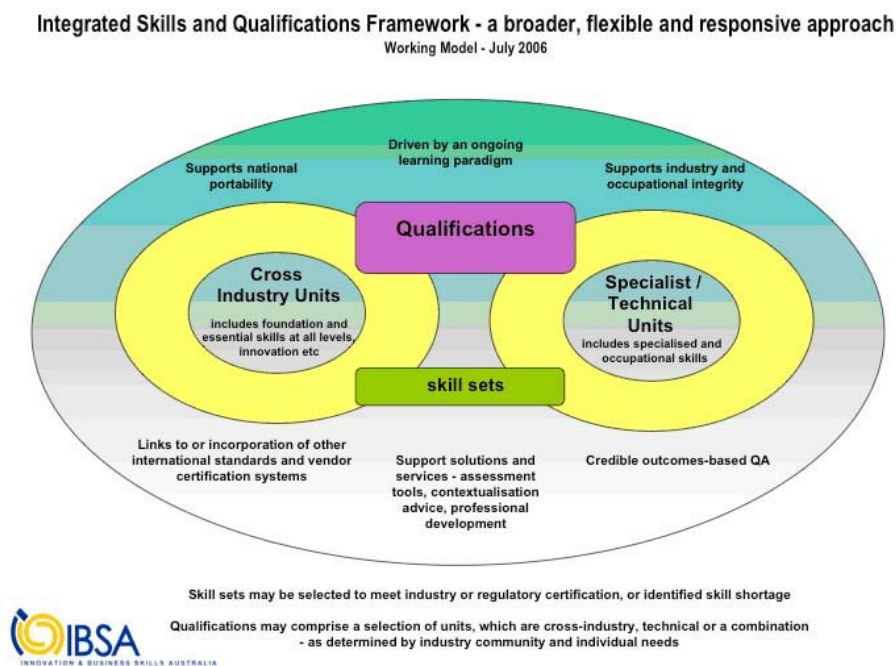 Integrated Skills and Qualifications Framework - a broader, flexible and responsive approach
Working Model - July 2006
Driven by an ongoing
learning paradigm
Supports national
portability
Supports industry and
occupational integrity
Qualifications
Cross
Industry Units
includes foundation and
essential skills at all levels,
innovation etc
Specialist /
Technical
Units
includes specialised and
occupational skills
skill sets
Links to or incorporation of other
international standards and vendor
certification systems
Support solutions and
services - assessment
tools, contextualisation
advice, professional
development
Credible outcomes-based QA
Skill sets may be selected to meet industry or regulatory certification, or identified skill shortage
Qualifications may comprise a selection of units, which are cross-industry, technical or a combination
- as determined by industry community and individual needs
IBSA
INNOVATION & BUSINESS SKILLS AUSTRALIA